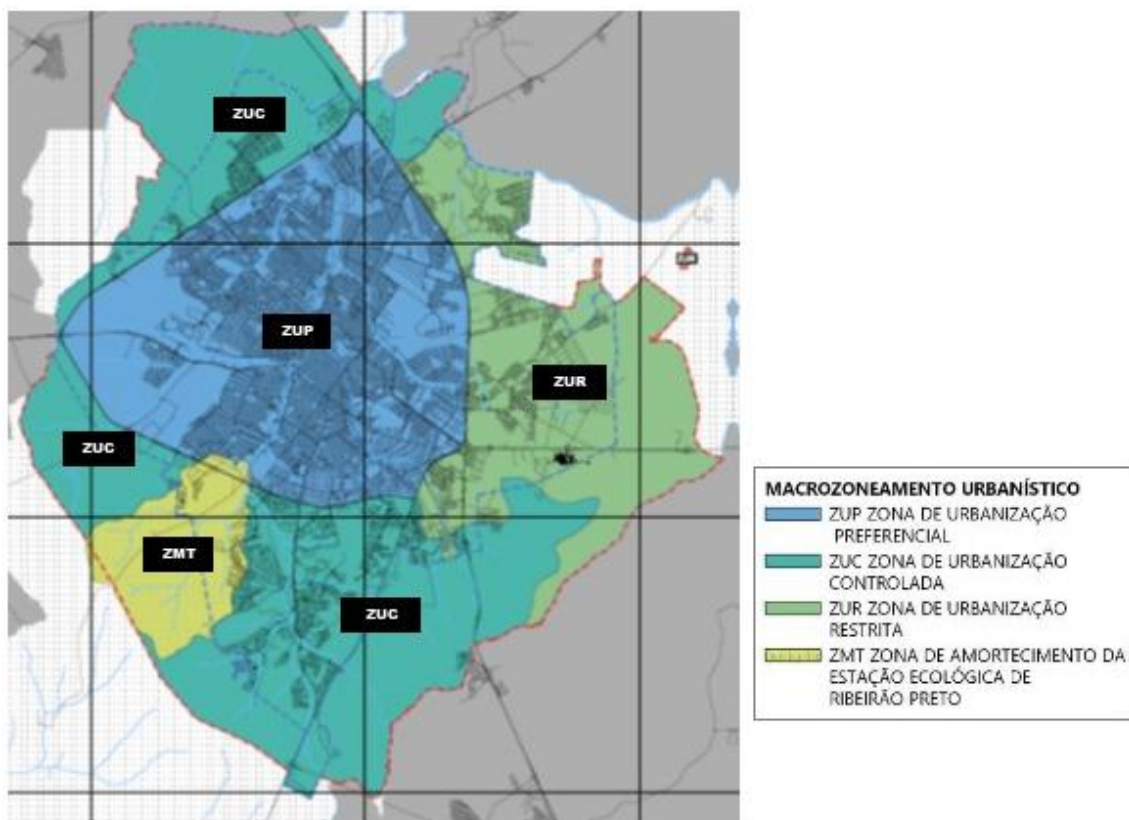 ZUC
ZUP
ZUR
ZUC
ZMT
ZUC
MACROZONEAMENTO URBANÍSTICO
ZUP ZONA DE URBANIZAÇÃO
PREFERENCIAL
ZUC ZONA DE URBANIZAÇÃO
CONTROLADA
ZUR ZONA DE URBANIZAÇÃO
RESTRITA
ZMT ZONA DE AMORTECIMENTO DA
ESTAÇÃO ECOLÓGICA DE
RIBEIRÃO PRETO